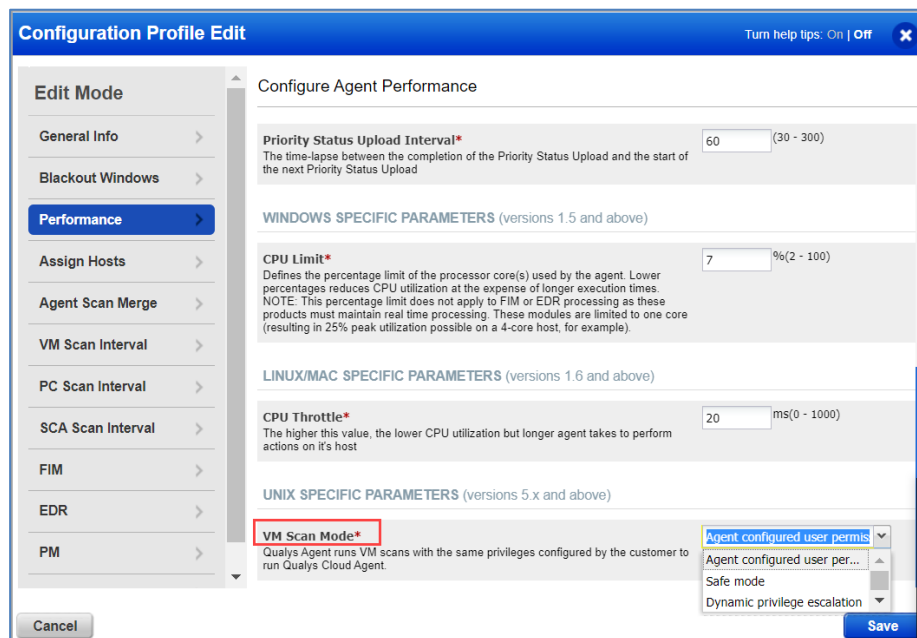 Configuration Profile Edit
Turn help tips: On | Off
Edit Mode
General Info
Blackout Windows
Performance
Assign Hosts
Agent Scan Merge
VM Scan Interval
PC Scan Interval
SCA Scan Interval
FIM
EDR
PM
Configure Agent Performance
Priority Status Upload Interval*
60
(30 - 300)
The time-lapse between the completion of the Priority Status Upload and the start of
the next Priority Status Upload
WINDOWS SPECIFIC PARAMETERS (versions 1.5 and above)
CPU Limit*
7
%(2 - 100)
Defines the percentage limit of the processor core(s) used by the agent. Lower
percentages reduces CPU utilization at the expense of longer execution times.
NOTE: This percentage limit does not apply to FIM or EDR processing as these
products must maintain real time processing. These modules are limited to one core
(resulting in 25% peak utilization possible on a 4-core host, for example).
LINUX/MAC SPECIFIC PARAMETERS (versions 1.6 and above)
CPU Throttle*
20
ms(0 - 1000)
The higher this value, the lower CPU utilization but longer agent takes to perform
actions on it's host
UNIX SPECIFIC PARAMETERS (versions 5.x and above)
VM Scan Mode*
Agent configured user permis
Qualys Agent runs VM scans with the same privileges configured by the customer to
run Qualys Cloud Agent.
Agent configured user per...
Safe mode
Dynamic privilege escalation
Cancel
Save